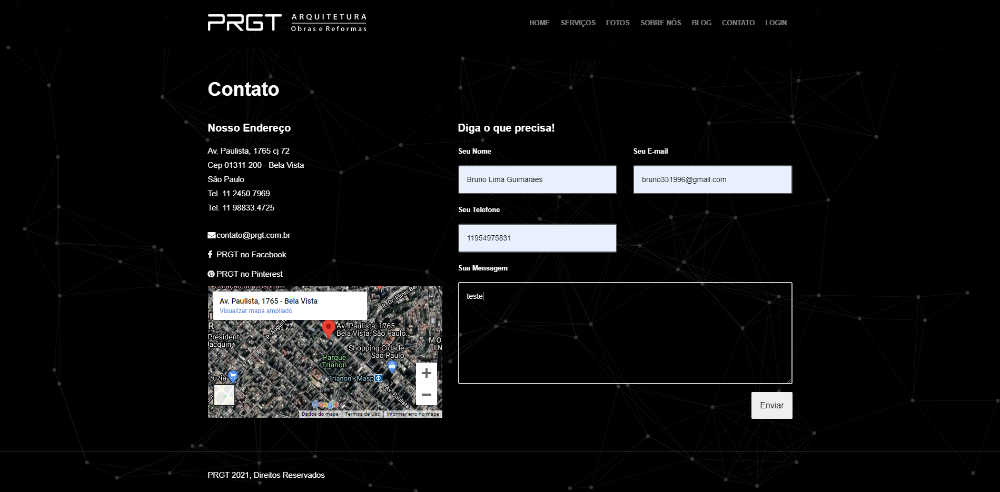 PRGT ARQUITETURA
Obras e Reformas
HOME SERVIÇOS FOTOS SOBRE NÓS BLOG CONTATO LOGIN
Contato
Nosso Endereço
Av. Paulista, 1765 cj 72
Cep 01311-200 - Bela Vista
São Paulo
Tel. 11 2450.7969
Tel. 11 98833.4725
contato@prgt.com.br
PRGT no Facebook
PRGT no Pinterest
Coração do Hospital...
Av. Paulista, 1765 - Bela Vista
Visualizar mapa ampliado
R. Dr. Plínio Bar
R. August
Av. Paulista, 1765 -
Bela Vista, São Paulo...
Président
Jacquin
Shopping Cidade
São Paulo
MO
IN
Parque
Trianon
Luzia
Trianon - Masp
Av. Paulista
Google
Dados do mapa
Termos de Uso
Informar erro no mapa
Diga o que precisa!
Seu Nome
Bruno Lima Guimaraes
Seu E-mail
bruno331996@gmail.com
Seu Telefone
11954975831
Sua Mensagem
teste
Enviar
PRGT 2021, Direitos Reservados